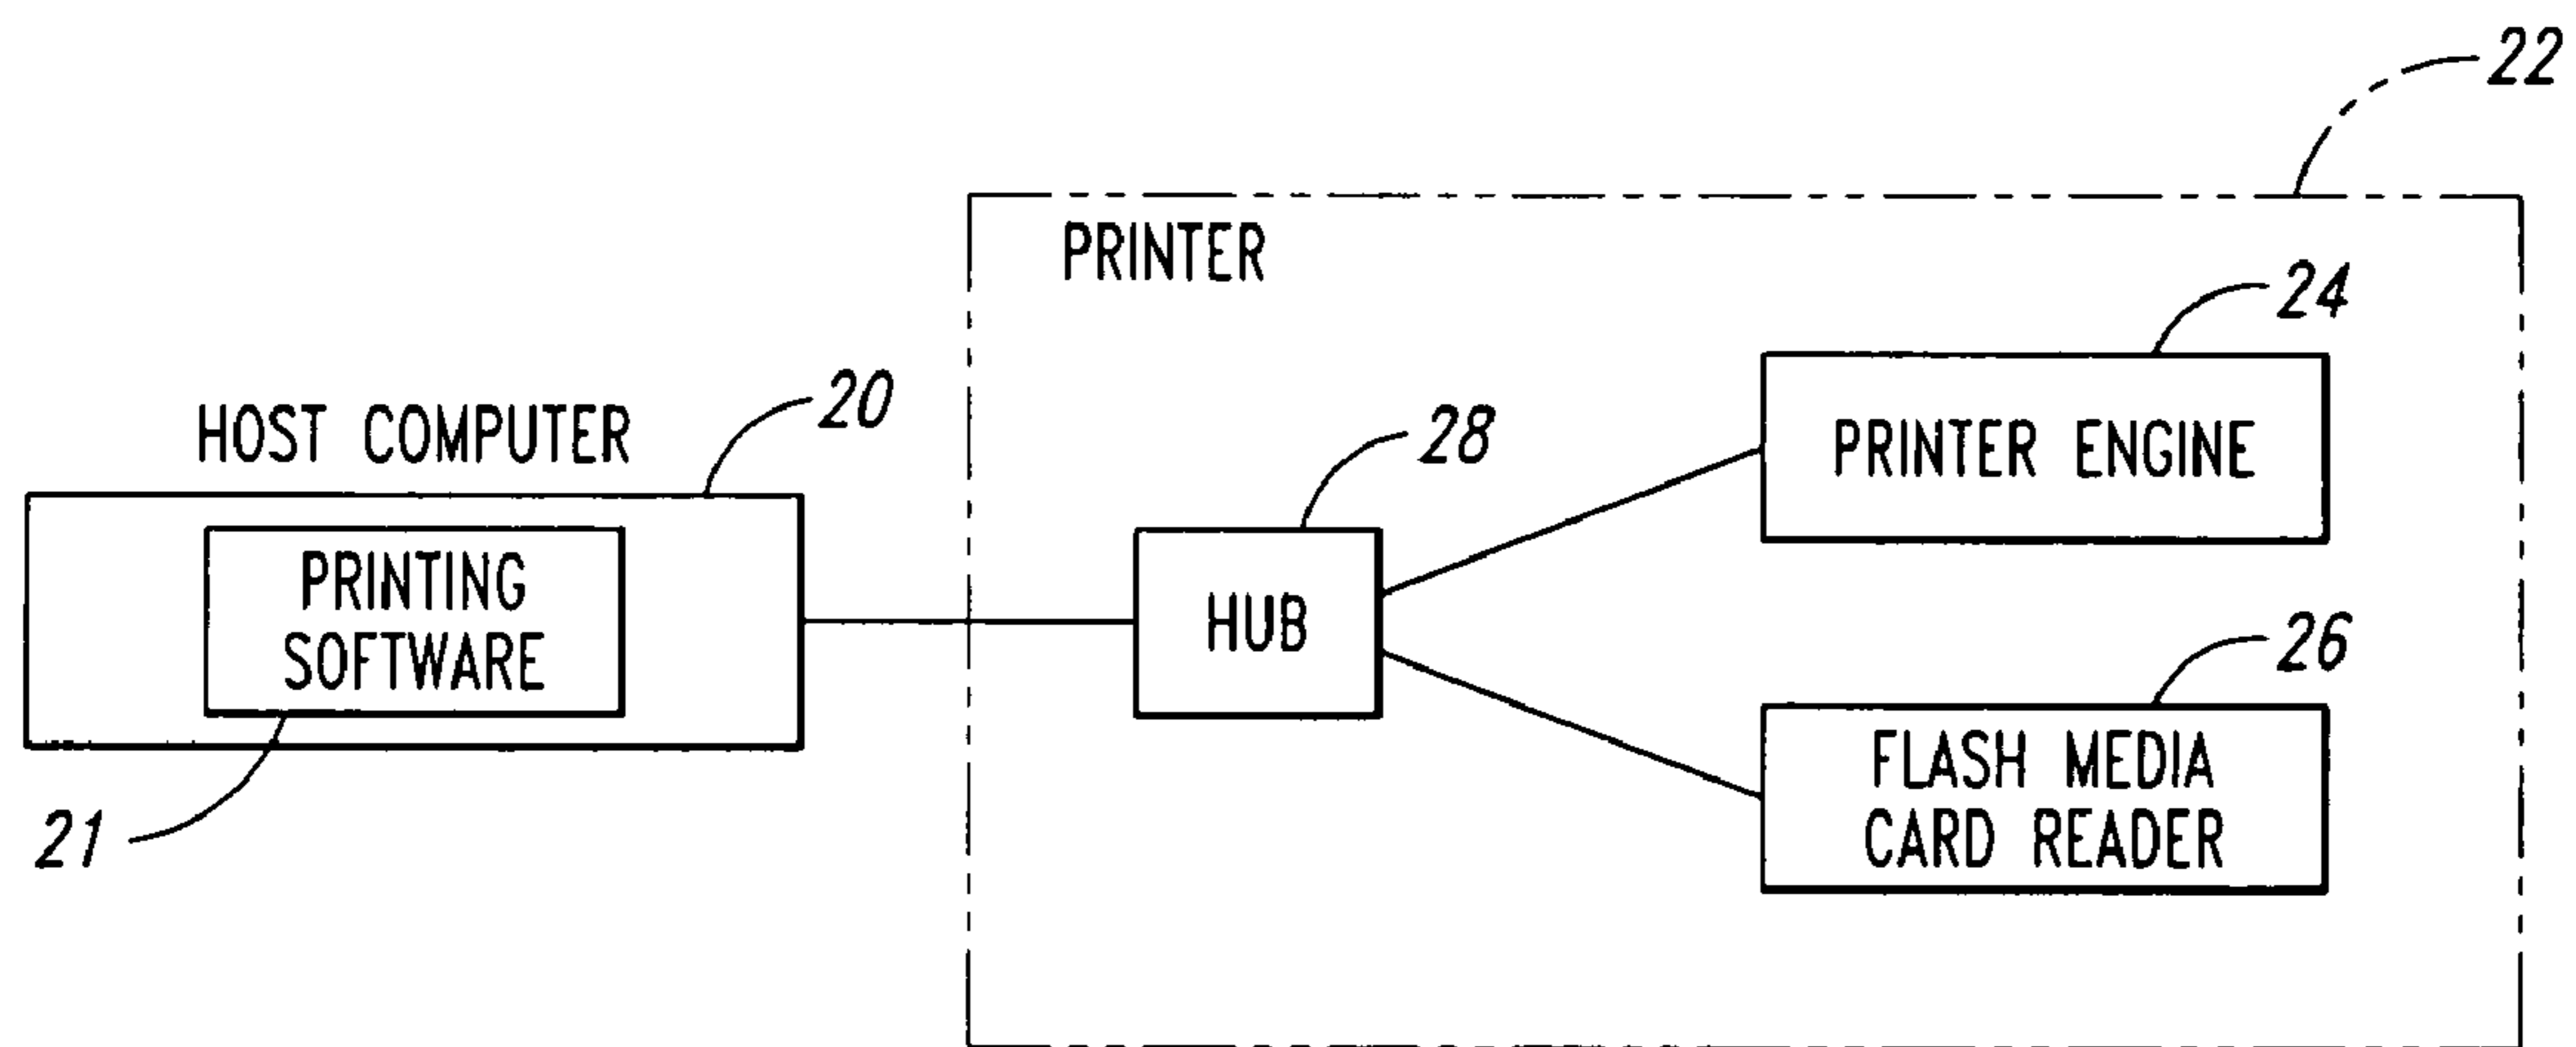 22
PRINTER
24
HOST COMPUTER
20
28
PRINTER ENGINE
PRINTING
SOFTWARE
HUB
26
FLASH MEDIA
CARD READER
21